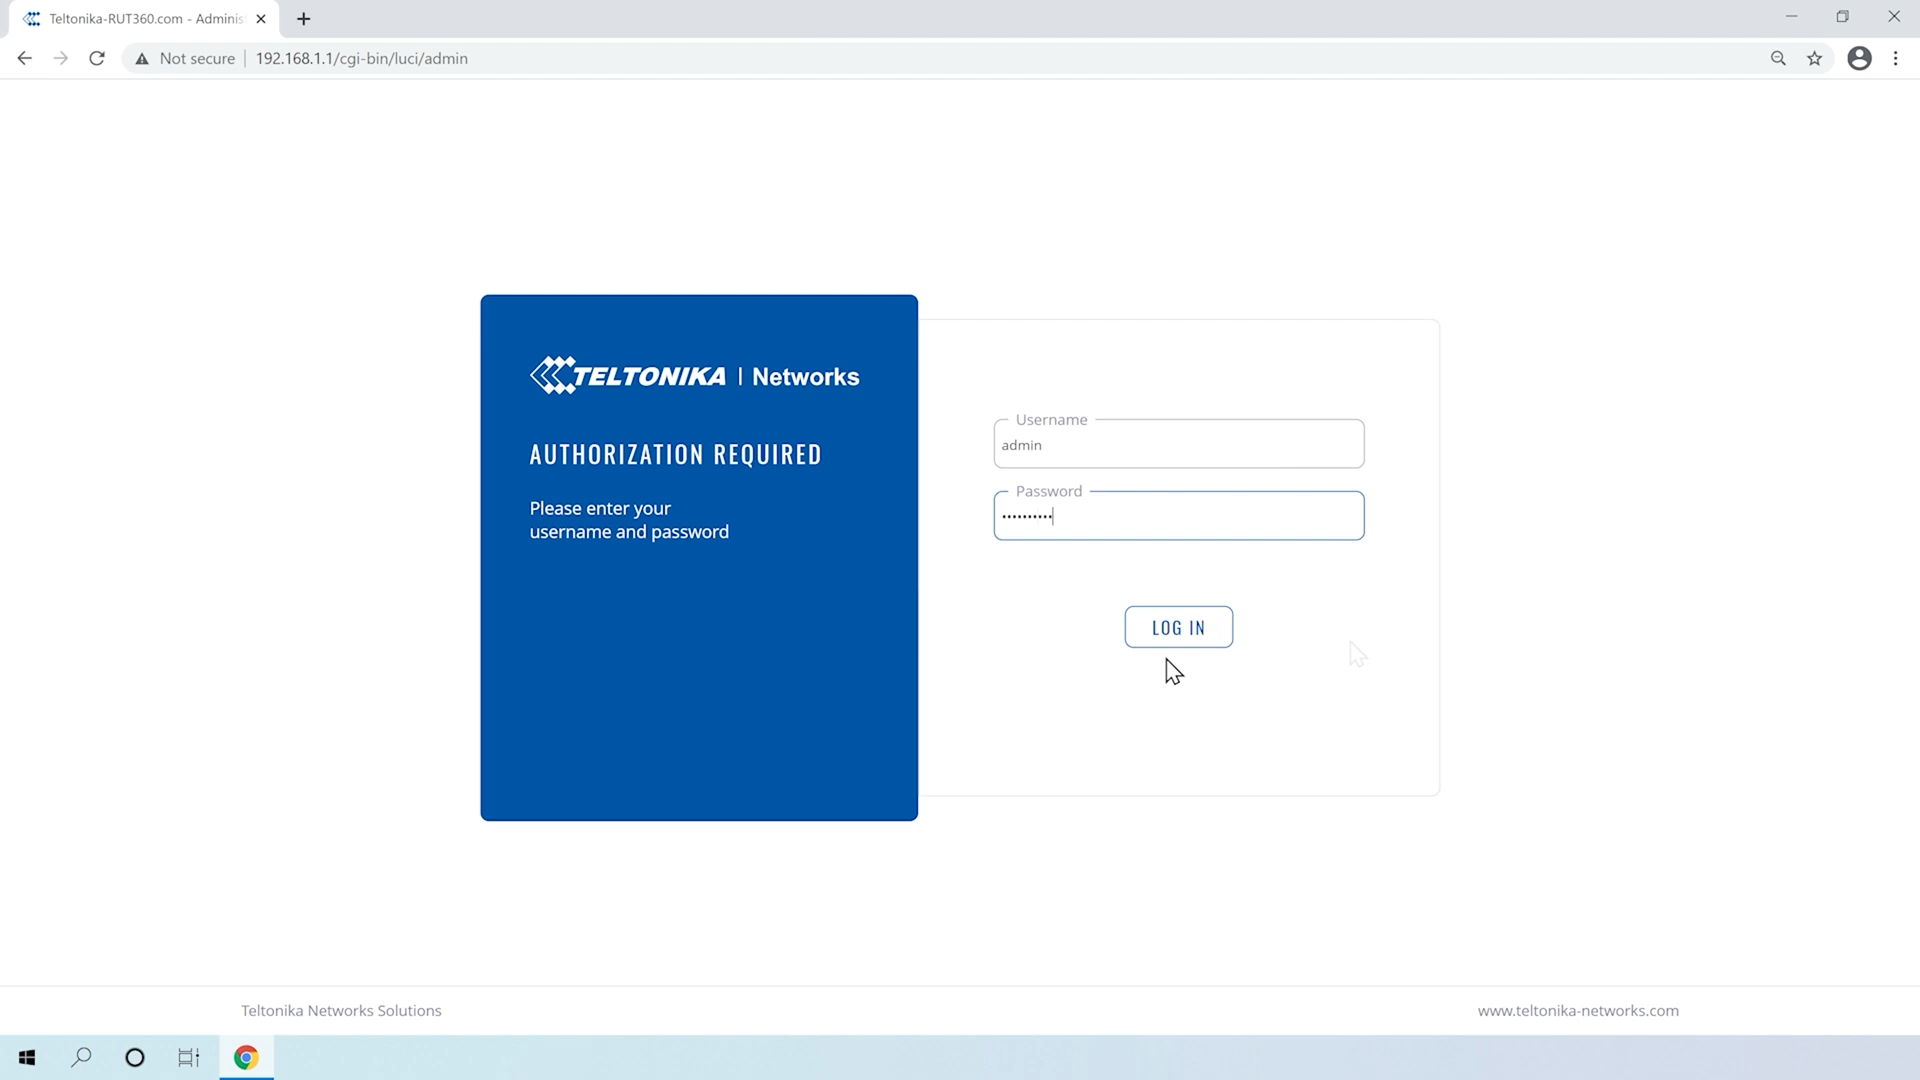 Teltonika-RUT360.com - Adminis
Not secure
192.168.1.1/cgi-bin/luci/admin
TELTONIKA | Networks
AUTHORIZATION REQUIRED
Please enter your
username and password
Username
admin
Password
••••••••••
LOG IN
Teltonika Networks Solutions
www.teltonika-networks.com